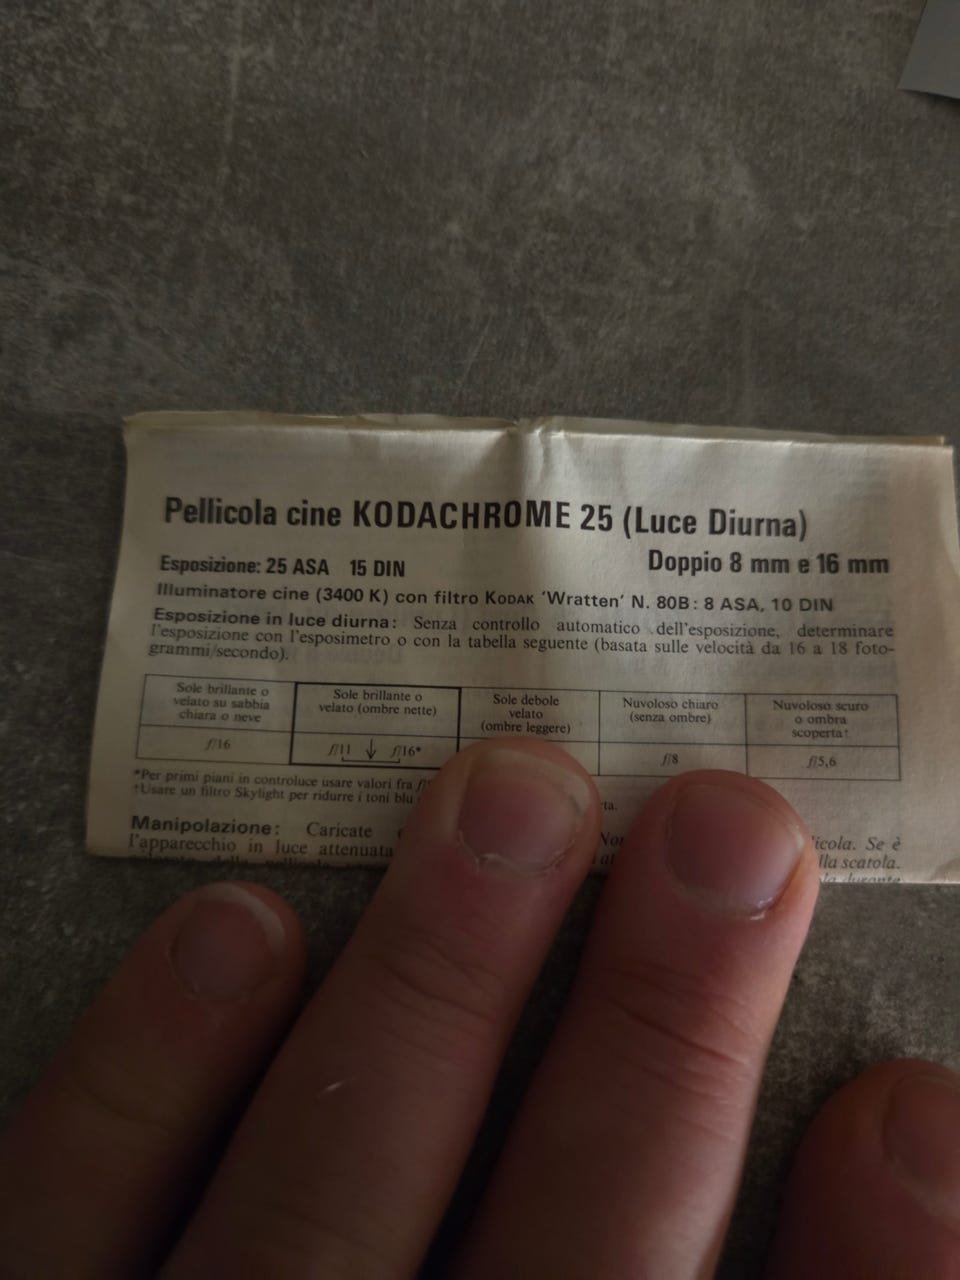 Pellicola cine KODACHROME 25 (Luce Diurna)
Doppio 8 mm e 16 mm
Esposizione: 25 ASA 15 DIN
Illuminatore cine (3400 K) con filtro KODAK 'Wratten' N. 80B: 8 ASA, 10 DIN
Esposizione in luce diurna: Senza controllo automatico dell'esposizione, determinare
l'esposizione con l'esposimetro o con la tabella seguente (basata sulle velocità da 16 a 18 foto-
grammi/secondo).
Sole brillante o
velato su sabbia
chiara o neve
Sole brillante o
velato (ombre nette)
Sole debole
velato
(ombre leggere)
Nuvoloso chiaro
(senza ombre)
Nuvoloso scuro
o ombra
scoperta†
f/16
f/11 ↓ f/16*
f/8
f/5,6
*Per primi piani in controluce usare valori fra
†Usare un filtro Skylight per ridurre i toni blu
Manipolazione: Caricate
l'apparecchio in luce attenuata
icola. Se è
lla scatola.